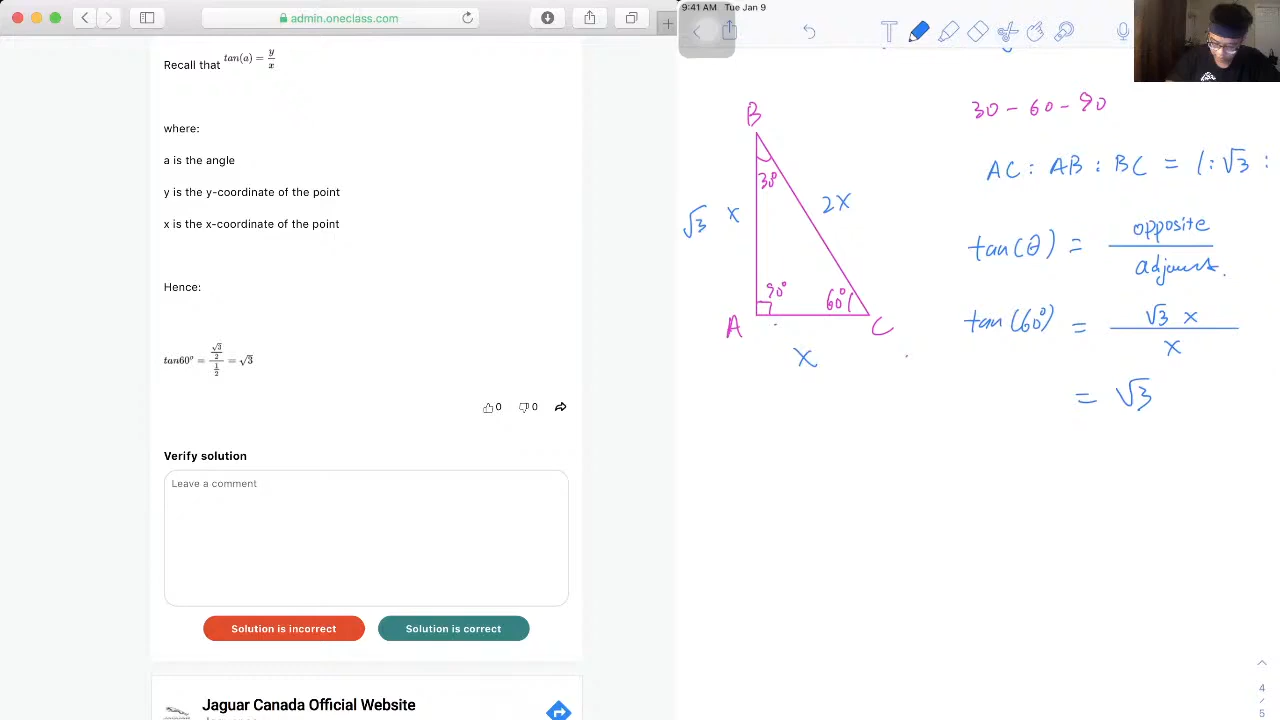 admin.oneclass.com
9:41 AM Tue Jan 9
Recall that tan(a) = y/x
where:
a is the angle
y is the y-coordinate of the point
x is the x-coordinate of the point
Hence:
tan60° = (√3/2)/(1/2) = √3
0 0
Verify solution
Leave a comment
Solution is incorrect Solution is correct
Jaguar Canada Official Website
B
30°
√3 x
2x
90° 60°
A C
x
30 - 60 - 90
AC : AB : BC = 1 : √3 :
tan(θ) = opposite
tan(60°) = √3 x / x
= √3
4
/
5